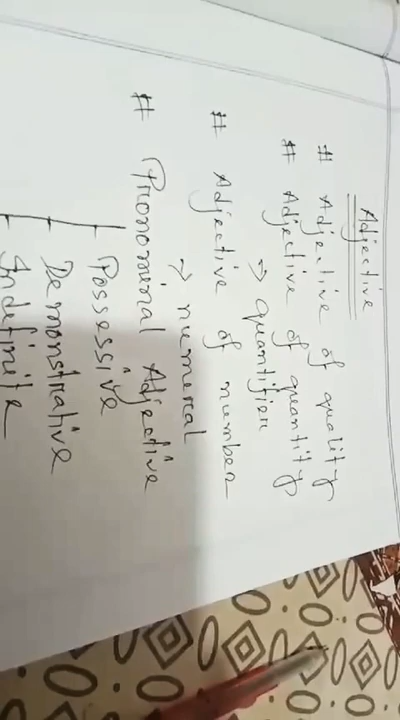 Adjective
# Adjective of quality
# Adjective of quantity
→ quantifier
# Adjective of number
→ numeral
# Pronominal Adjective
Possessive
Demonstrative
Indefinite